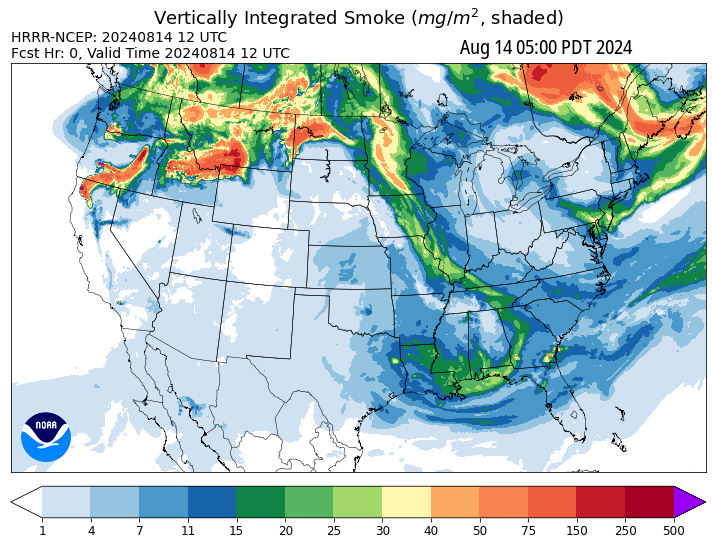 Vertically Integrated Smoke (mg/m², shaded)
HRRR-NCEP: 20240814 12 UTC
Fcst Hr: 0, Valid Time 20240814 12 UTC
Aug 14 05:00 PDT 2024
NOAA
1 4 7 11 15 20 25 30 40 50 75 150 250 500